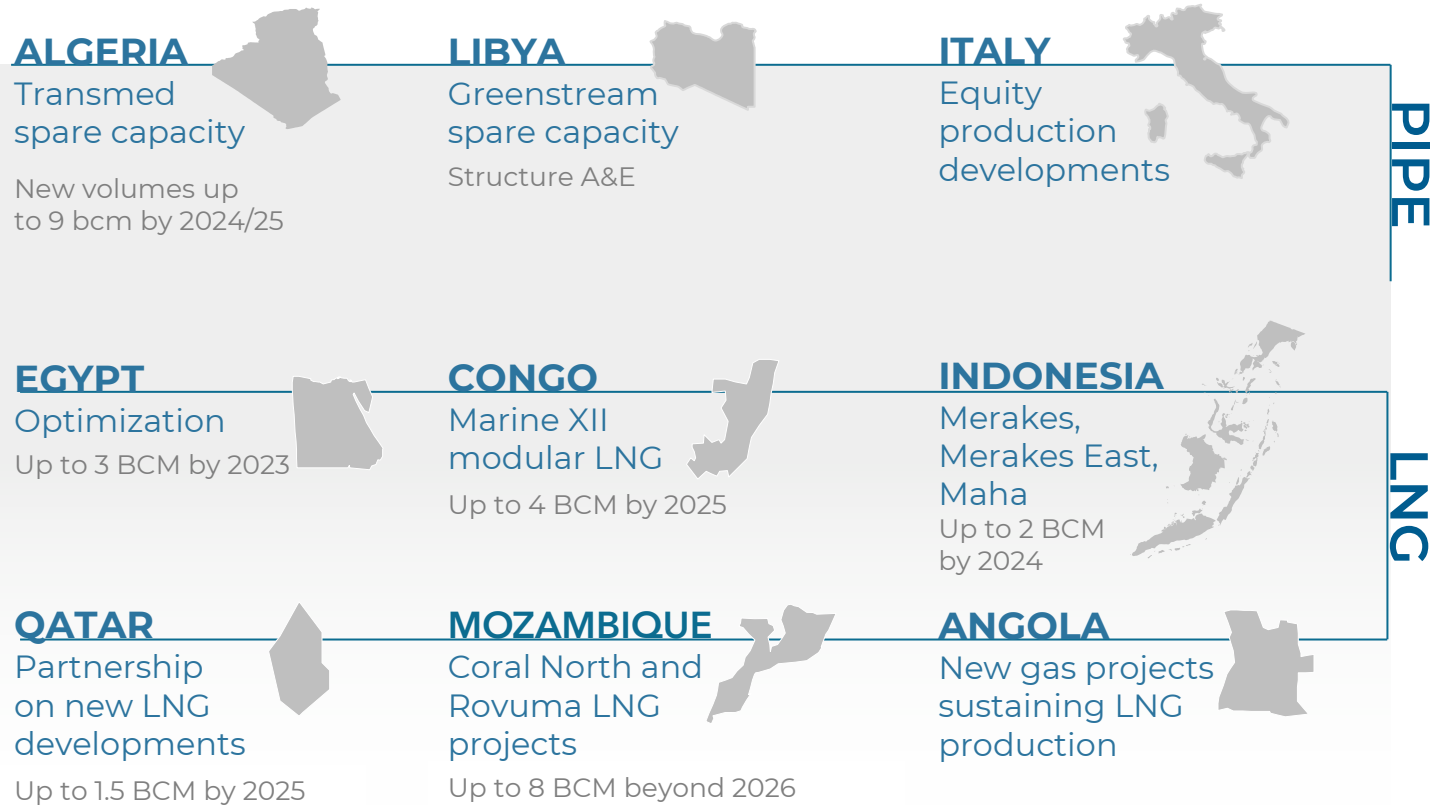 ALGERIA
Transmed
spare capacity
New volumes up
to 9 bcm by 2024/25
LIBYA
Greenstream
spare capacity
Structure A&E
ITALY
Equity
production
developments
PIPE
EGYPT
Optimization
Up to 3 BCM by 2023
CONGO
Marine XII
modular LNG
Up to 4 BCM by 2025
INDONESIA
Merakes,
Merakes East,
Maha
Up to 2 BCM
by 2024
LNG
QATAR
Partnership
on new LNG
developments
Up to 1.5 BCM by 2025
MOZAMBIQUE
Coral North and
Rovuma LNG
projects
Up to 8 BCM beyond 2026
ANGOLA
New gas projects
sustaining LNG
production